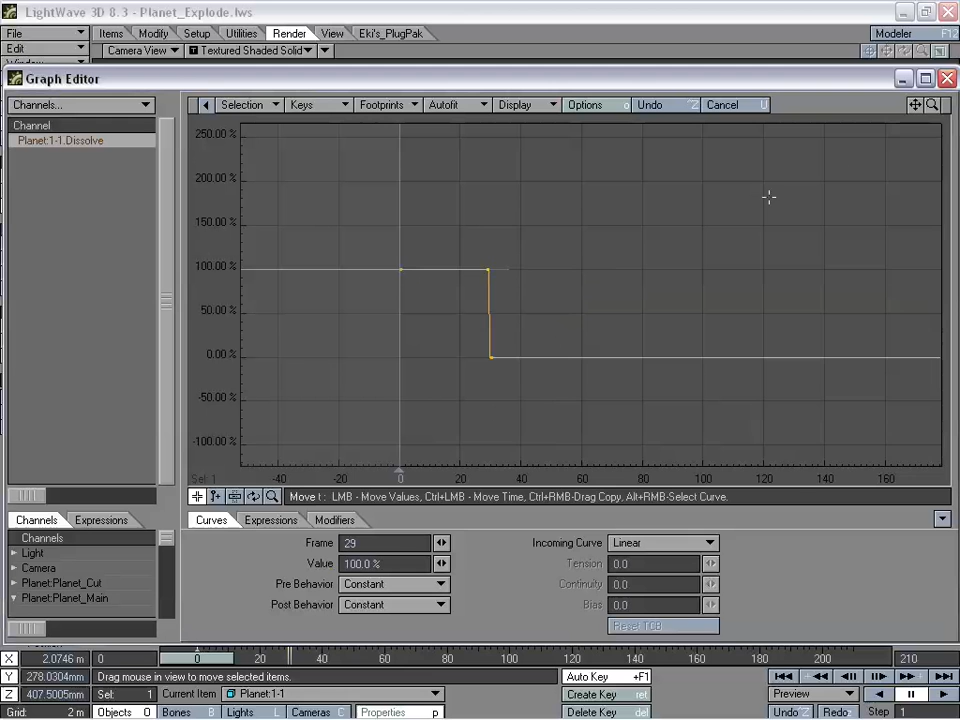 LightWave 3D 8.3 - Planet_Explode.lws
File Items Modify Setup Utilities Render View Eki's_PlugPak Modeler F12
Edit Camera View Textured Shaded Solid
Graph Editor
Channels... Selection Keys Footprints Autofit Display Options o Undo Z Cancel U
Channel
Planet:1-1.Dissolve
250.00 %
200.00 %
150.00 %
100.00 %
50.00 %
0.00 %
-50.00 %
-100.00 %
Sel: 1 -40 -20 0 20 40 60 80 100 120 140 160
Move t : LMB - Move Values, Ctrl+LMB - Move Time, Ctrl+RMB-Drag Copy, Alt+RMB-Select Curve.
Channels Expressions Curves Expressions Modifiers
Channels
Light
Camera
Planet:Planet_Cut
Planet:Planet_Main
Frame 29 Incoming Curve Linear
Value 100.0 % Tension 0.0
Pre Behavior Constant Continuity 0.0
Post Behavior Constant Bias 0.0
Reset TCB
X 2.0746 m 0 0 20 40 60 80 100 120 140 160 180 200 210
Y 278.0304mm Drag mouse in view to move selected items. Auto Key +F1
Z 407.5005mm Sel: 1 Current Item Planet:1-1 Create Key ret Preview
Grid: 2 m Objects O Bones B Lights L Cameras C Properties p Delete Key del Undo Z Redo Step 1